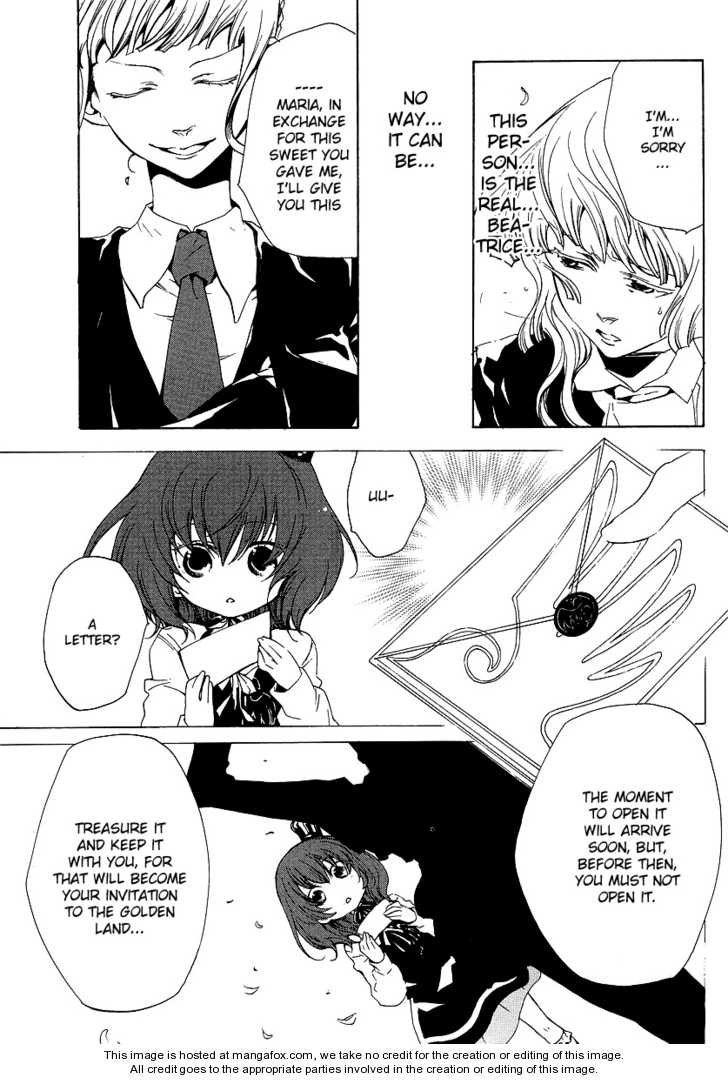 I'M...
I'M
SORRY
...
THIS
PER-
SON...
IS THE
REAL...
BEA-
TRICE...
NO
WAY...
IT CAN
BE...
----
MARIA, IN
EXCHANGE
FOR THIS
SWEET YOU
GAVE ME,
I'LL GIVE
YOU THIS
UU-
A
LETTER?
THE MOMENT
TO OPEN IT
WILL ARRIVE
SOON, BUT,
BEFORE THEN,
YOU MUST NOT
OPEN IT.
TREASURE IT
AND KEEP IT
WITH YOU, FOR
THAT WILL BECOME
YOUR INVITATION
TO THE GOLDEN
LAND...
This image is hosted at mangafox.com, we take no credit for the creation or editing of this image.
All credit goes to the appropriate parties involved in the creation or editing of this image.